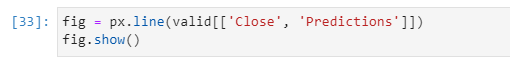 [33]: fig = px.line(valid[['Close', 'Predictions']])
fig.show()